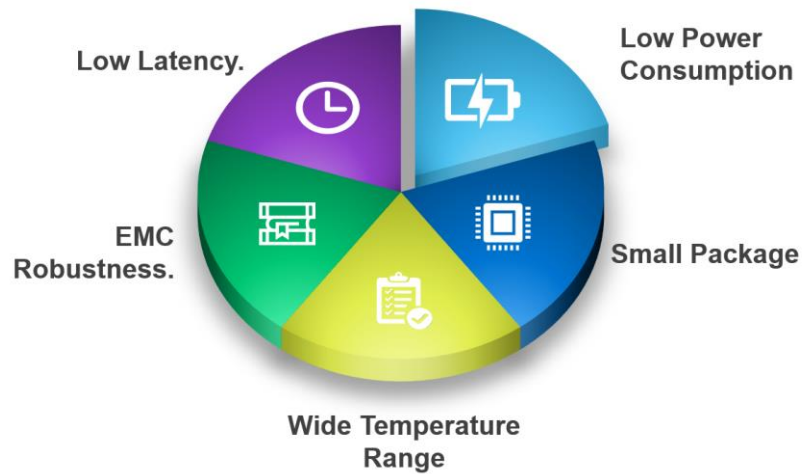 Low Latency.
Low Power
Consumption
EMC
Robustness.
Small Package
Wide Temperature
Range